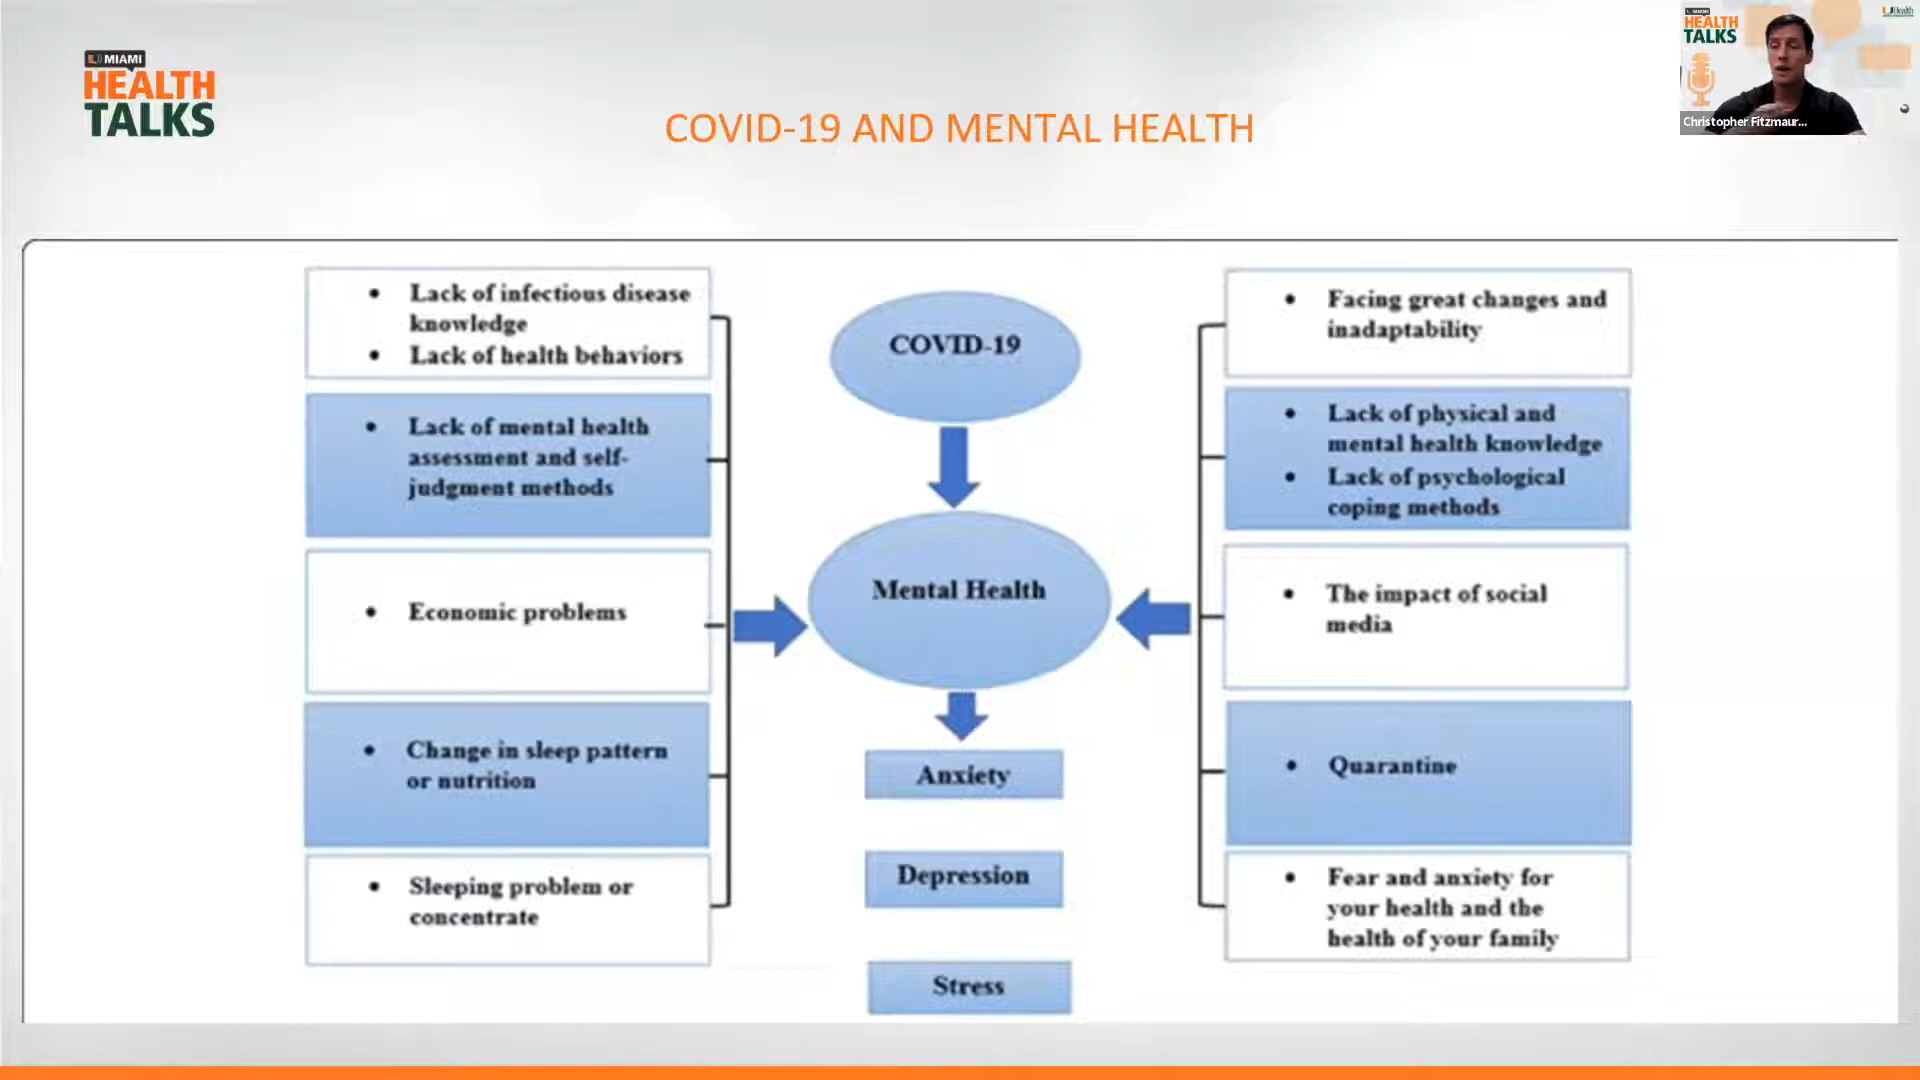 U MIAMI
HEALTH
TALKS
COVID-19 AND MENTAL HEALTH
MIAMI
HEALTH
TALKS
UHealth
Christopher Fitzmaur...
• Lack of infectious disease
knowledge
• Lack of health behaviors
• Lack of mental health
assessment and self-
judgment methods
• Economic problems
• Change in sleep pattern
or nutrition
• Sleeping problem or
concentrate
COVID-19
Mental Health
Anxiety
Depression
Stress
• Facing great changes and
inadaptability
• Lack of physical and
mental health knowledge
• Lack of psychological
coping methods
• The impact of social
media
• Quarantine
• Fear and anxiety for
your health and the
health of your family